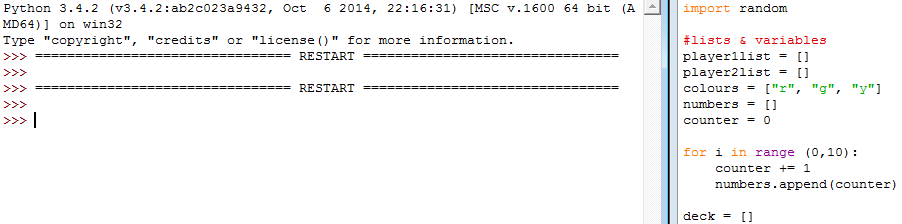 Python 3.4.2 (v3.4.2:ab2c023a9432, Oct  6 2014, 22:16:31) [MSC v.1600 64 bit (A
MD64)] on win32
Type "copyright", "credits" or "license()" for more information.
>>> ================================ RESTART ================================
>>>
>>> ================================ RESTART ================================
>>>
>>>
import random
#lists & variables
player1list = []
player2list = []
colours = ["r", "g", "y"]
numbers = []
counter = 0
for i in range (0,10):
    counter += 1
    numbers.append(counter)
deck = []